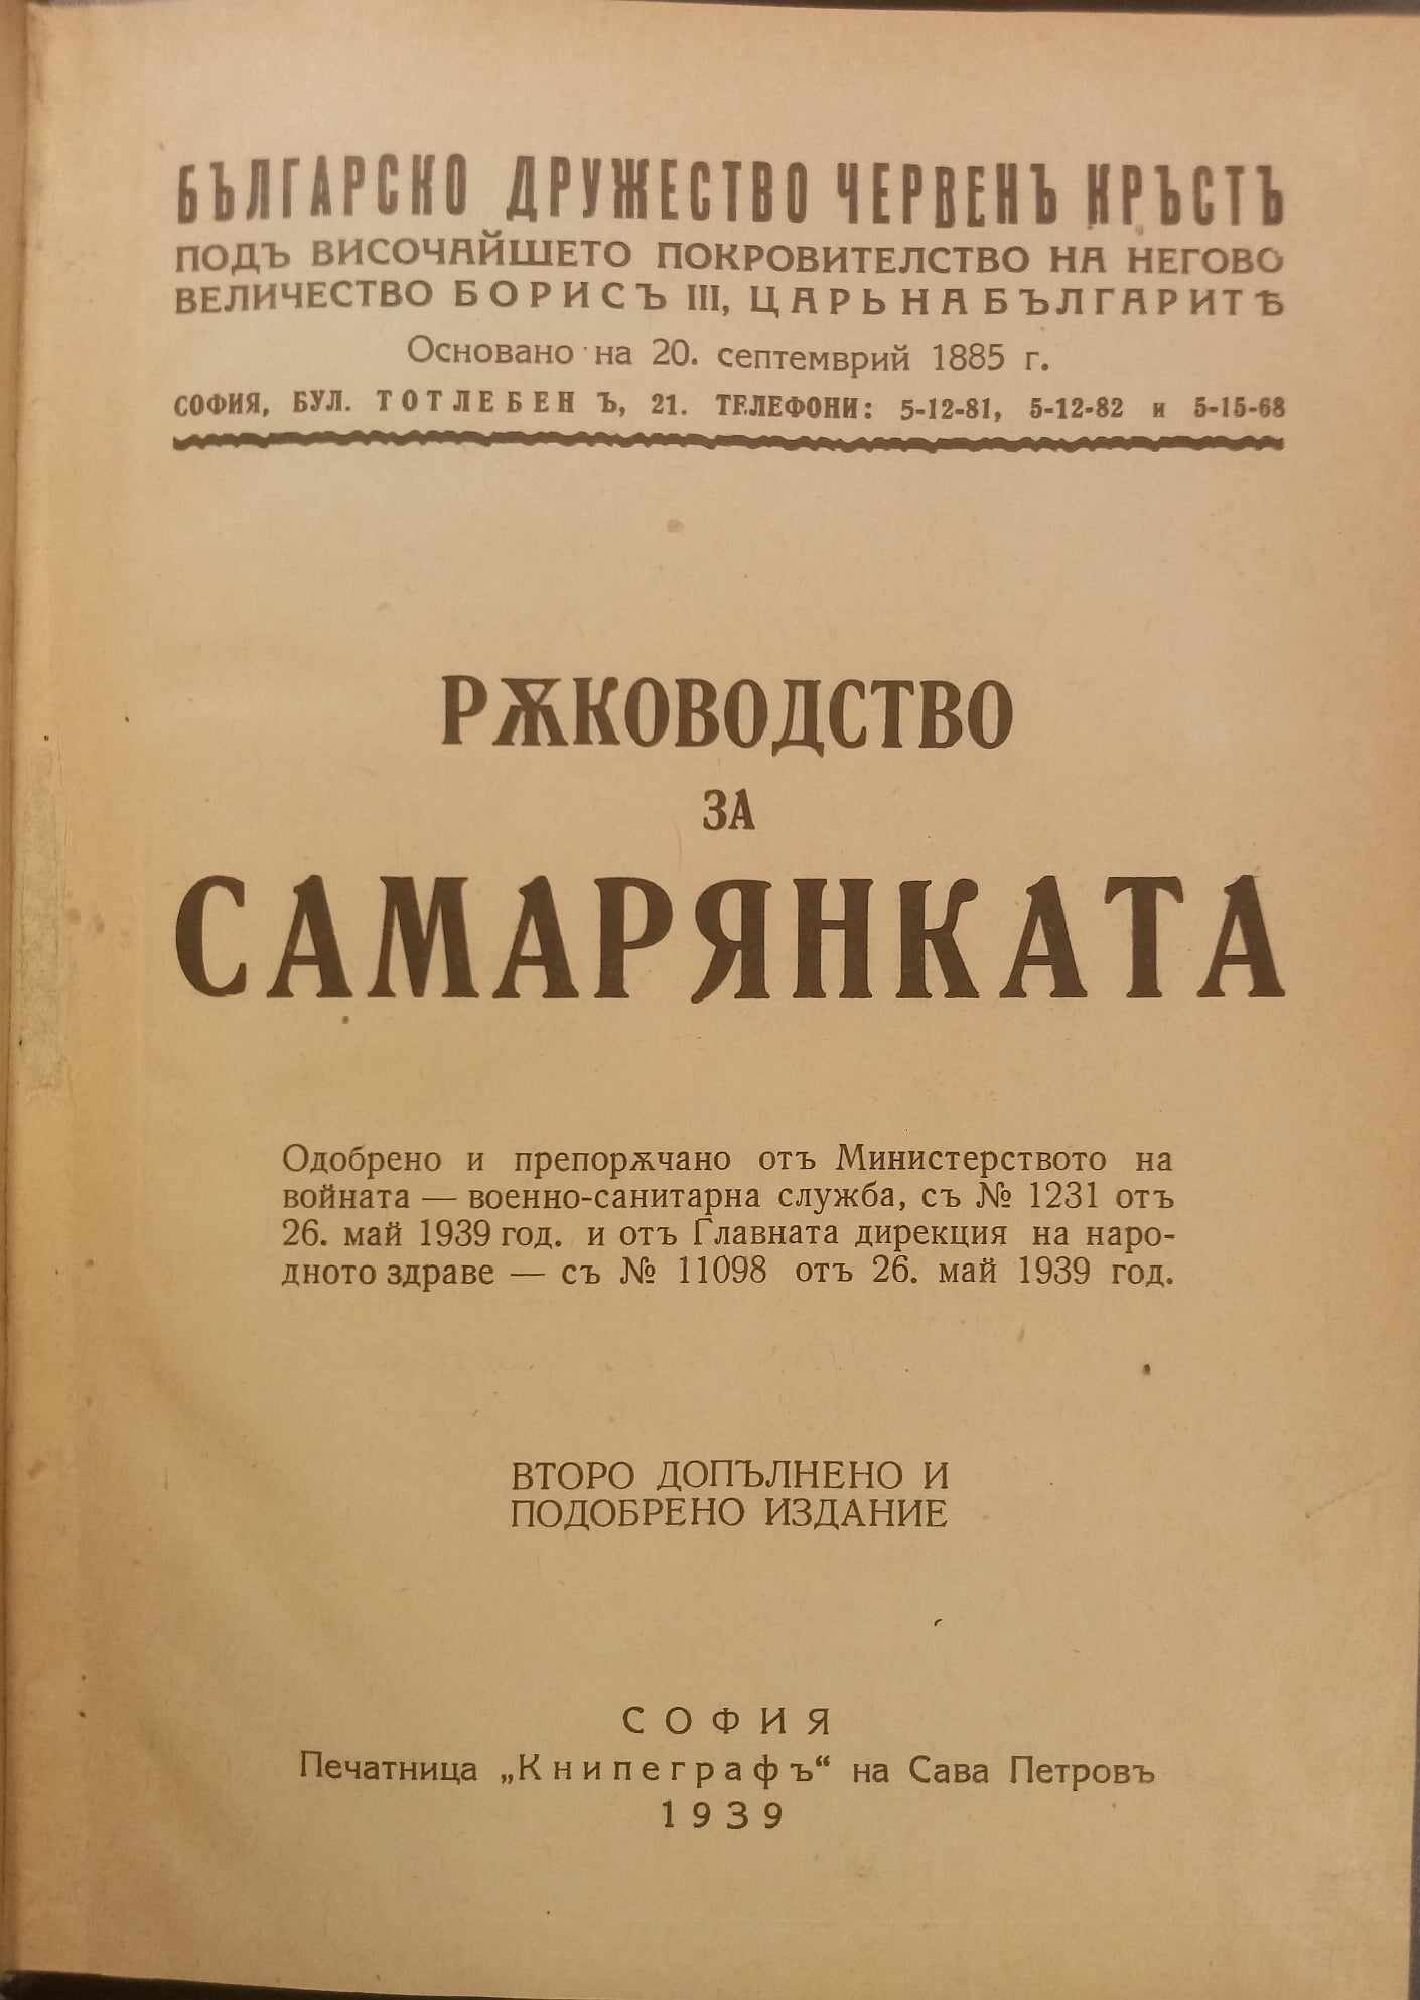 БЪЛГАРСКО ДРУЖЕСТВО ЧЕРВЕНЪ КРЪСТЪ
ПОДЪ ВИСОЧАЙШЕТО ПОКРОВИТЕЛСТВО НА НЕГОВО
ВЕЛИЧЕСТВО БОРИСЪ III, ЦАРЬ НА БЪЛГАРИТѢ
Основано на 20. септемврий 1885 г.
СОФИЯ, БУЛ. ТОТЛЕБЕНЪ, 21. ТЕЛЕФОНИ: 5-12-81, 5-12-82 и 5-15-68
РѪКОВОДСТВО
ЗА
САМАРЯНКАТА
Одобрено и препорѫчано отъ Министерството на
войната — военно-санитарна служба, съ № 1231 отъ
26. май 1939 год. и отъ Главната дирекция на наро-
дното здраве — съ № 11098 отъ 26. май 1939 год.
ВТОРО ДОПЪЛНЕНО И
ПОДОБРЕНО ИЗДАНИЕ
СОФИЯ
Печатница „Книпеграфъ“ на Сава Петровъ
1939